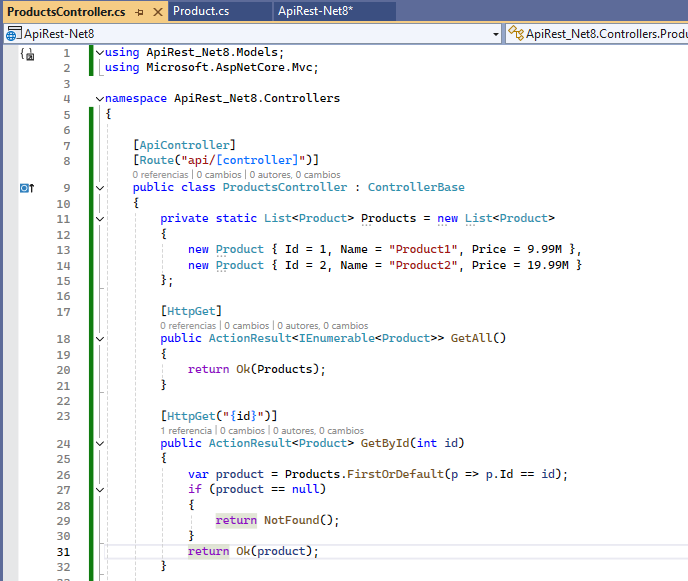 ProductsController.cs Product.cs ApiRest-Net8*
ApiRest-Net8 ApiRest_Net8.Controllers.Produ
1 using ApiRest_Net8.Models;
2 using Microsoft.AspNetCore.Mvc;
3
4 namespace ApiRest_Net8.Controllers
5 {
6
7 [ApiController]
8 [Route("api/[controller]")]
0 referencias | 0 cambios | 0 autores, 0 cambios
9 public class ProductsController : ControllerBase
10 {
11 private static List<Product> Products = new List<Product>
12 {
13 new Product { Id = 1, Name = "Product1", Price = 9.99M },
14 new Product { Id = 2, Name = "Product2", Price = 19.99M }
15 };
16
17 [HttpGet]
0 referencias | 0 cambios | 0 autores, 0 cambios
18 public ActionResult<IEnumerable<Product>> GetAll()
19 {
20 return Ok(Products);
21 }
22
23 [HttpGet("{id}")]
1 referencia | 0 cambios | 0 autores, 0 cambios
24 public ActionResult<Product> GetById(int id)
25 {
26 var product = Products.FirstOrDefault(p => p.Id == id);
27 if (product == null)
28 {
29 return NotFound();
30 }
31 return Ok(product);
32 }